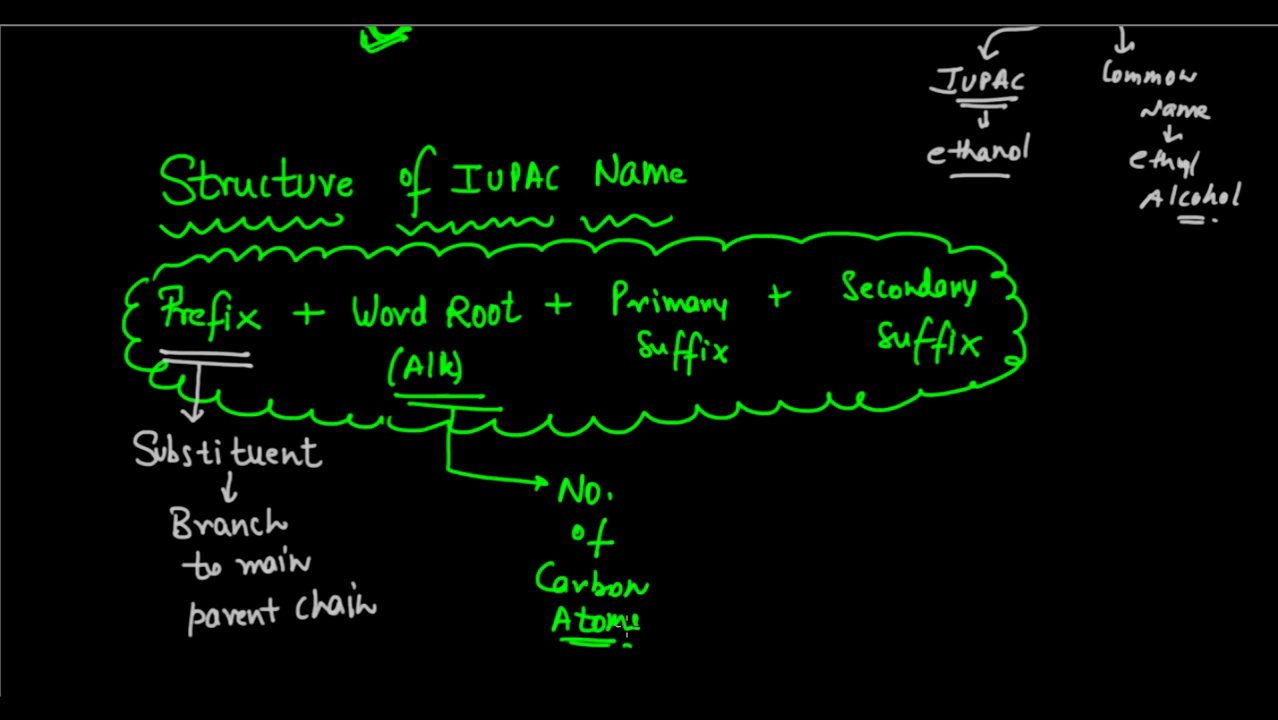 IUPAC
ethanol
Common
Name
ethyl
Alcohol
Structure of IUPAC Name
Prefix + Word Root + Primary Suffix + Secondary Suffix
(Alk)
Substituent
Branch
to main
parent chain
No.
of
Carbon
Atoms